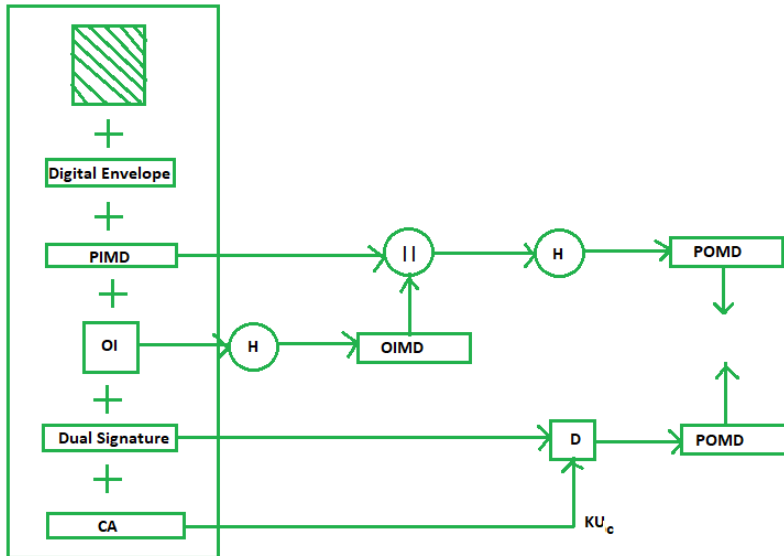 Digital Envelope
PIMD
||
H
POMD
OI
H
OIMD
Dual Signature
D
POMD
CA
KUc